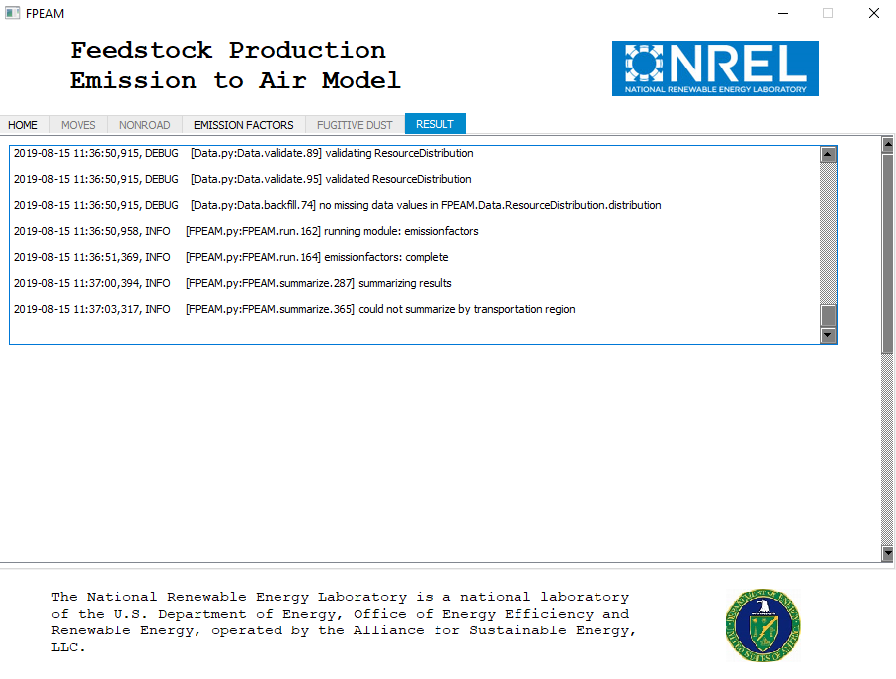 FPEAM
Feedstock Production
Emission to Air Model
NREL
NATIONAL RENEWABLE ENERGY LABORATORY
HOME MOVES NONROAD EMISSION FACTORS FUGITIVE DUST RESULT
2019-08-15 11:36:50,915, DEBUG [Data.py:Data.validate.89] validating ResourceDistribution
2019-08-15 11:36:50,915, DEBUG [Data.py:Data.validate.95] validated ResourceDistribution
2019-08-15 11:36:50,915, DEBUG [Data.py:Data.backfill.74] no missing data values in FPEAM.Data.ResourceDistribution.distribution
2019-08-15 11:36:50,958, INFO [FPEAM.py:FPEAM.run.162] running module: emissionfactors
2019-08-15 11:36:51,369, INFO [FPEAM.py:FPEAM.run.164] emissionfactors: complete
2019-08-15 11:37:00,394, INFO [FPEAM.py:FPEAM.summarize.287] summarizing results
2019-08-15 11:37:03,317, INFO [FPEAM.py:FPEAM.summarize.365] could not summarize by transportation region
The National Renewable Energy Laboratory is a national laboratory
of the U.S. Department of Energy, Office of Energy Efficiency and
Renewable Energy, operated by the Alliance for Sustainable Energy,
LLC.